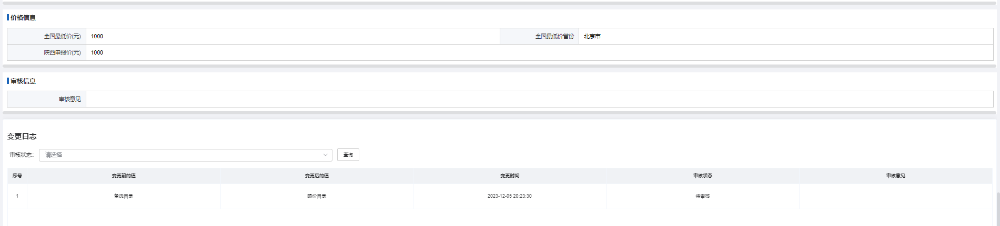 价格信息
全国最低价(元) 1000 全国最低价省份 北京市
陕西申报价(元) 1000
审核信息
审核意见
变更日志
审核状态： 请选择 查询
序号 变更前的值 变更后的值 变更时间 审核状态 审核意见
1 备选目录 限价目录 2023-12-05 20:23:30 待审核